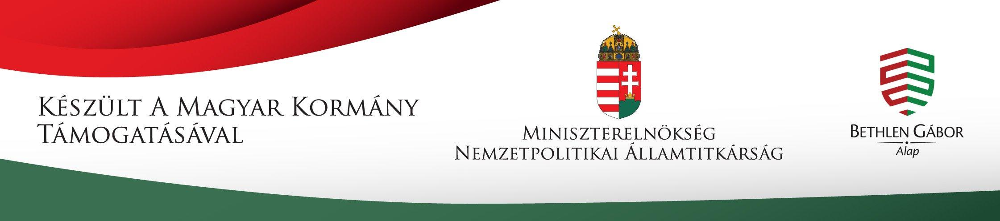 KÉSZÜLT A MAGYAR KORMÁNY
TÁMOGATÁSÁVAL
MINISZTERELNÖKSÉG
NEMZETPOLITIKAI ÁLLAMTITKÁRSÁG
BETHLEN GÁBOR
Alap